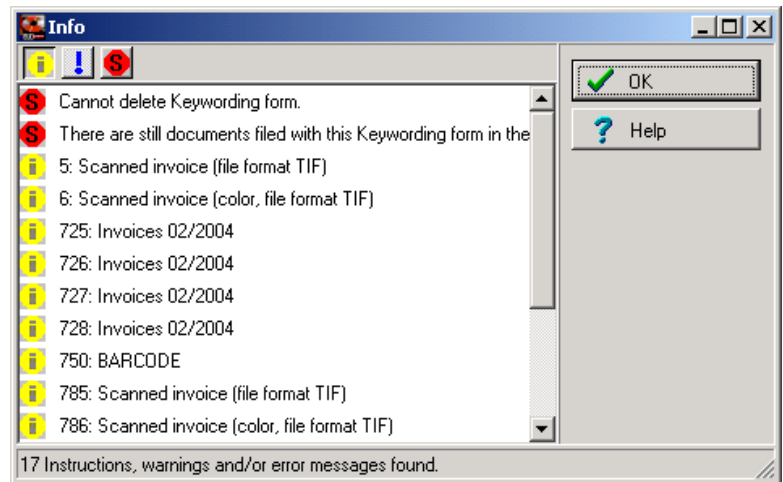 Info
Cannot delete Keywording form.
There are still documents filed with this Keywording form in the
5: Scanned invoice (file format TIF)
6: Scanned invoice (color, file format TIF)
725: Invoices 02/2004
726: Invoices 02/2004
727: Invoices 02/2004
728: Invoices 02/2004
750: BARCODE
785: Scanned invoice (file format TIF)
786: Scanned invoice (color, file format TIF)
OK
Help
17 Instructions, warnings and/or error messages found.